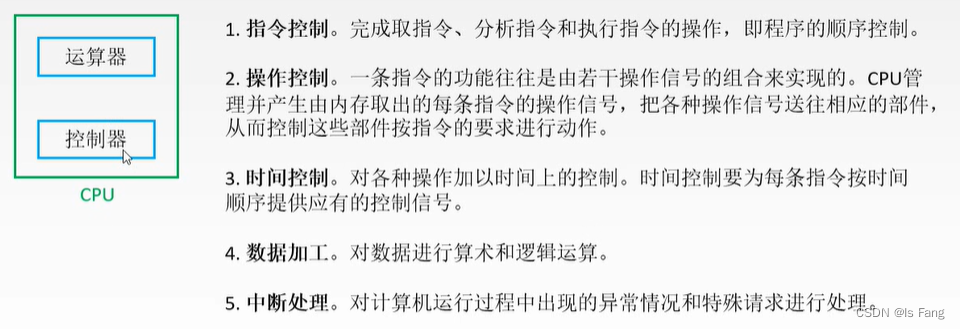 运算器
控制器
CPU
1. 指令控制。完成取指令、分析指令和执行指令的操作，即程序的顺序控制。
2. 操作控制。一条指令的功能往往是由若干操作信号的组合来实现的。CPU管
理并产生由内存取出的每条指令的操作信号，把各种操作信号送往相应的部件，
从而控制这些部件按指令的要求进行动作。
3. 时间控制。对各种操作加以时间上的控制。时间控制要为每条指令按时间
顺序提供应有的控制信号。
4. 数据加工。对数据进行算术和逻辑运算。
5. 中断处理。对计算机运行过程中出现的异常情况和特殊请求进行处理。
CSDN @ls Fang